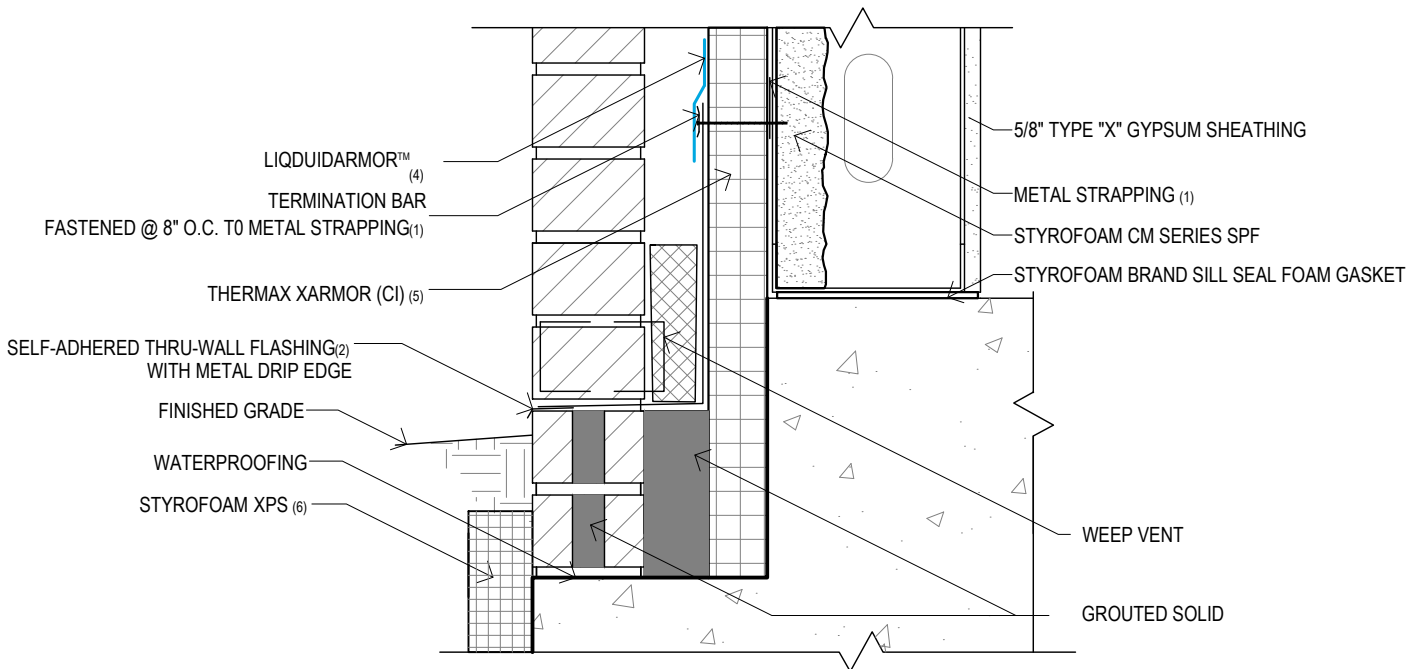 LIQDUIDARMOR™
(4)
TERMINATION BAR
FASTENED @ 8" O.C. T0 METAL STRAPPING(1)
THERMAX XARMOR (CI) (5)
SELF-ADHERED THRU-WALL FLASHING(2)
WITH METAL DRIP EDGE
FINISHED GRADE
WATERPROOFING
STYROFOAM XPS (6)
5/8" TYPE "X" GYPSUM SHEATHING
METAL STRAPPING (1)
STYROFOAM CM SERIES SPF
STYROFOAM BRAND SILL SEAL FOAM GASKET
WEEP VENT
GROUTED SOLID